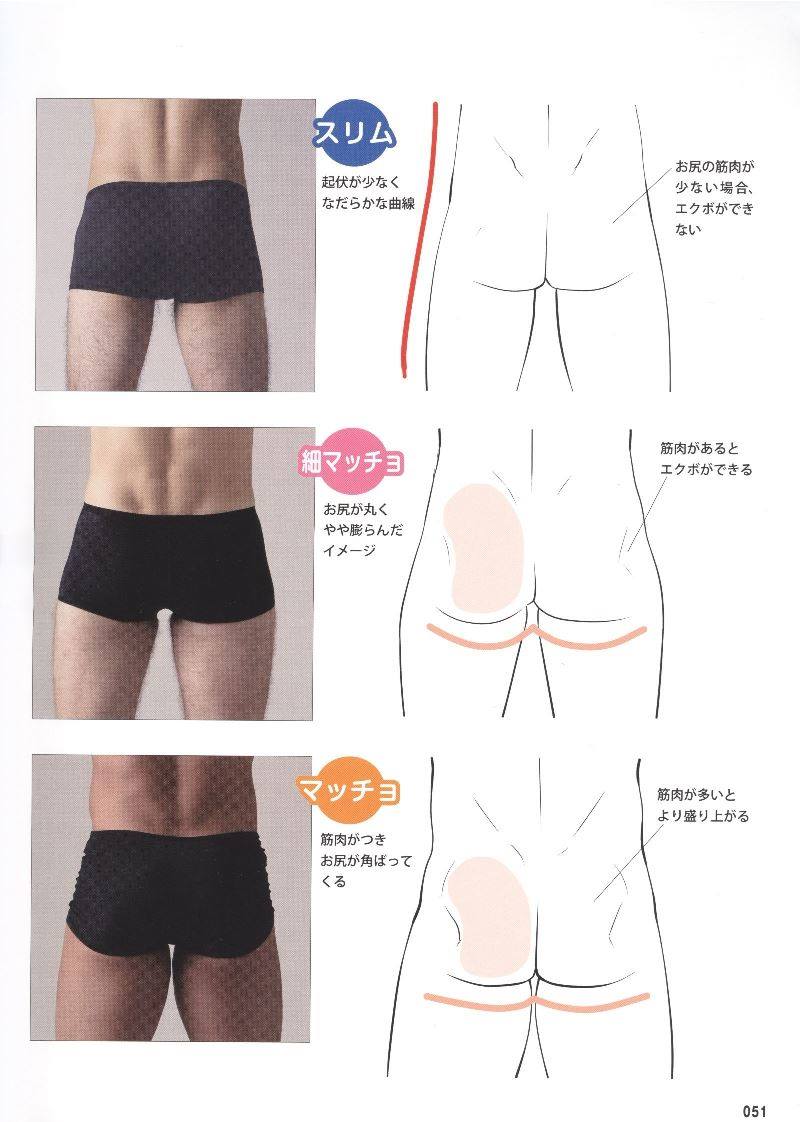 スリム
起伏が少なく
なだらかな曲線
お尻の筋肉が
少ない場合、
エクボができ
ない
細マッチョ
お尻が丸く
やや膨らんだ
イメージ
筋肉があると
エクボができる
マッチョ
筋肉がつき
お尻が角ばって
くる
筋肉が多いと
より盛り上がる
051